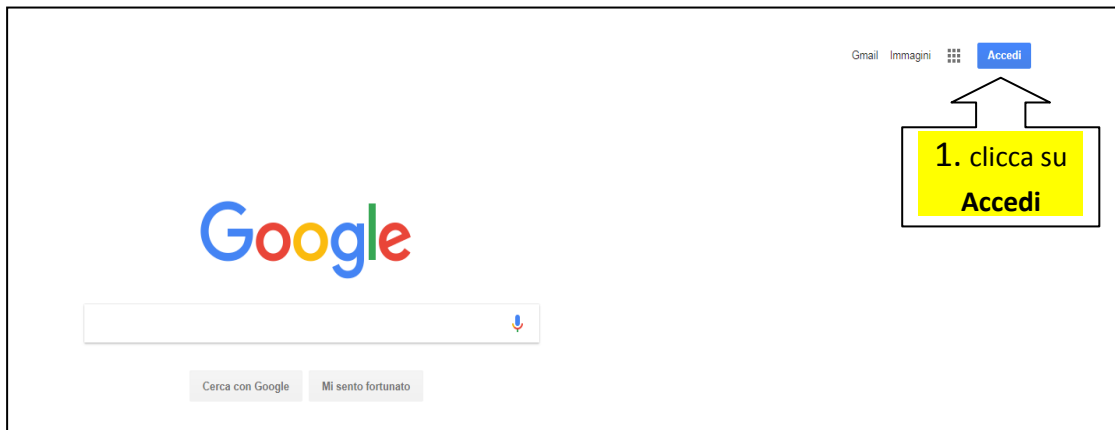 Gmail Immagini Accedi
1. clicca su
Accedi
Google
Cerca con Google Mi sento fortunato